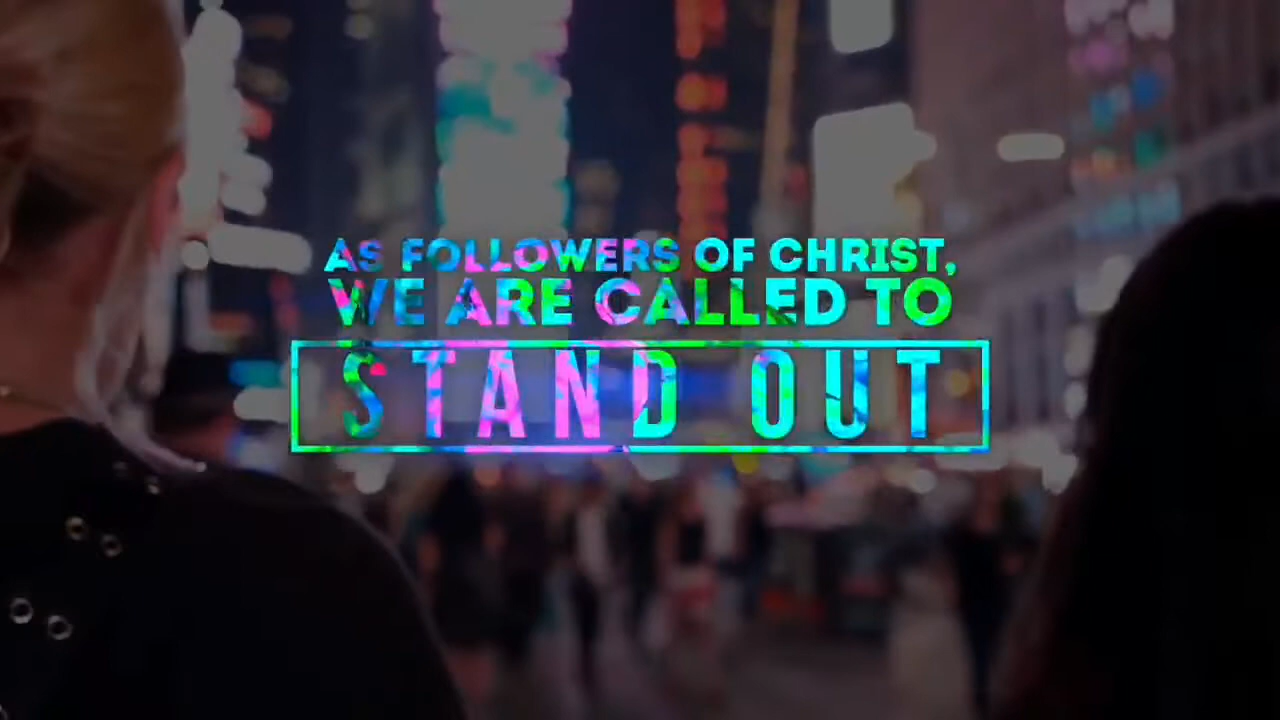 AS FOLLOWERS OF CHRIST,
WE ARE CALLED TO
STAND OUT